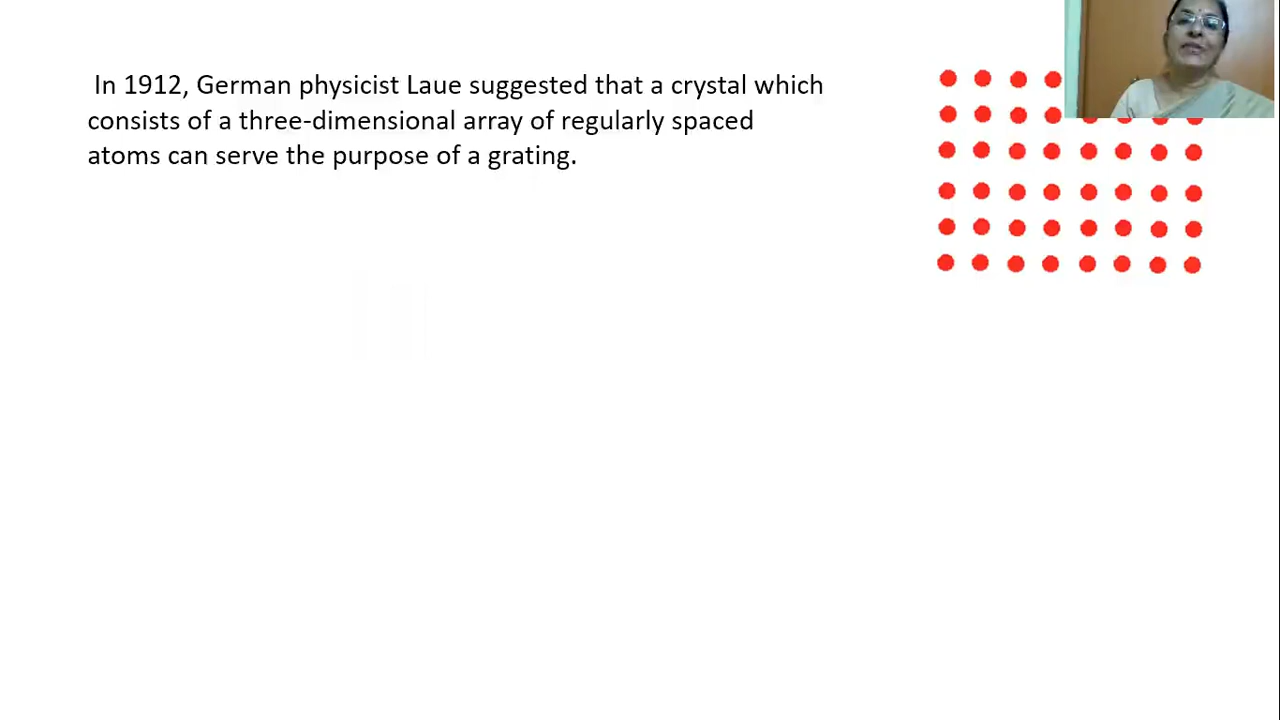 In 1912, German physicist Laue suggested that a crystal which
consists of a three-dimensional array of regularly spaced
atoms can serve the purpose of a grating.